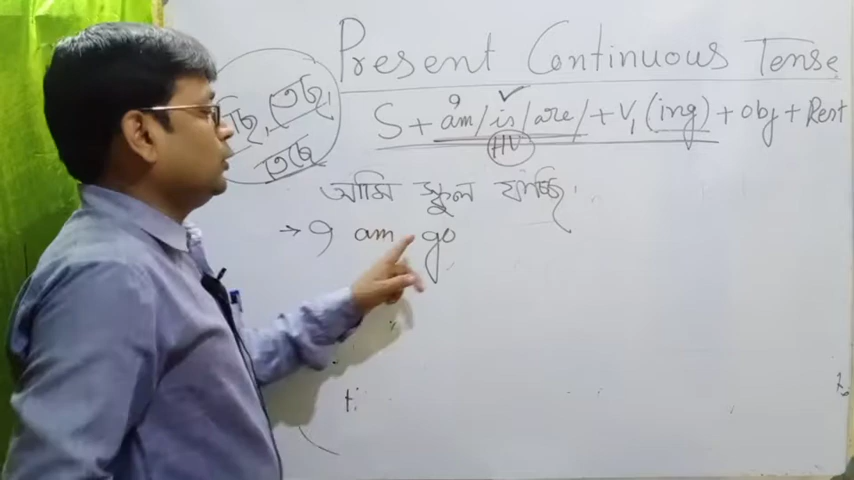 Present Continuous Tense
S + am / is / are / + V₁ (ing) + obj + Rest
HV
তেছ, তেছে
আমি স্কুল যাচ্ছি।
→ I am go